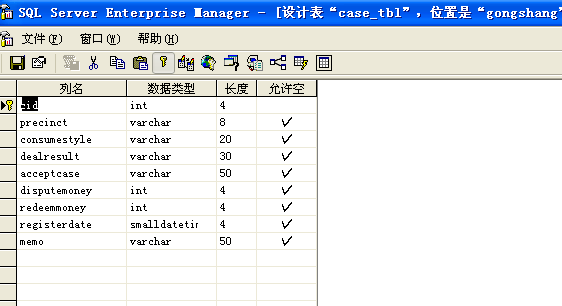 SQL Server Enterprise Manager - [设计表“case_tbl”，位置是“gongshang”
文件(F) 窗口(W) 帮助(H)
列名 数据类型 长度 允许空
cid int 4
precinct varchar 8
consumestyle varchar 20
dealresult varchar 30
acceptcase varchar 50
disputemoney int 4
redeemmoney int 4
registerdate smalldatetim 4
memo varchar 50